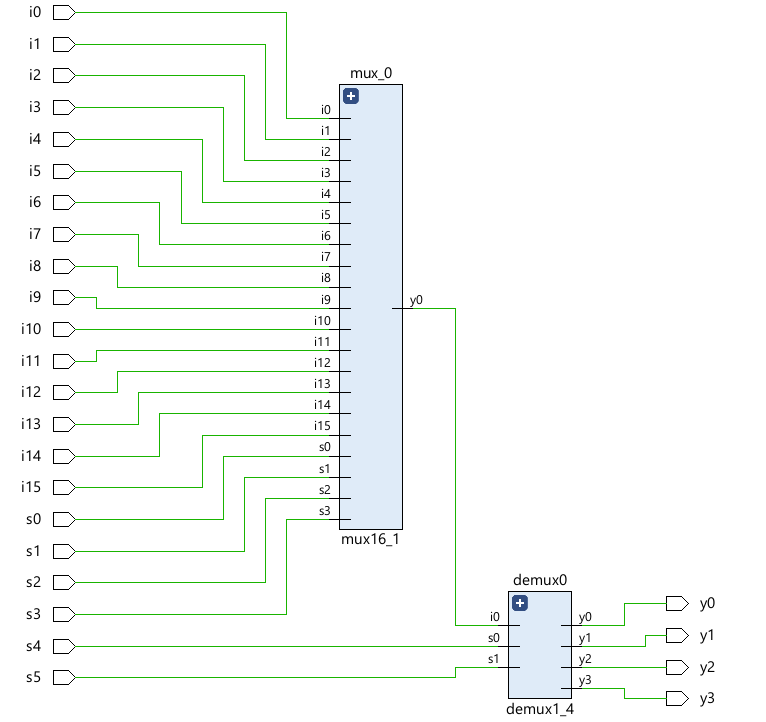 i0
i1
i2
i3
i4
i5
i6
i7
i8
i9
i10
i11
i12
i13
i14
i15
s0
s1
s2
s3
s4
s5
mux_0
i0
i1
i2
i3
i4
i5
i6
i7
i8
i9
i10
i11
i12
i13
i14
i15
s0
s1
s2
s3
y0
mux16_1
demux0
i0
s0
s1
y0
y1
y2
y3
demux1_4
y0
y1
y2
y3